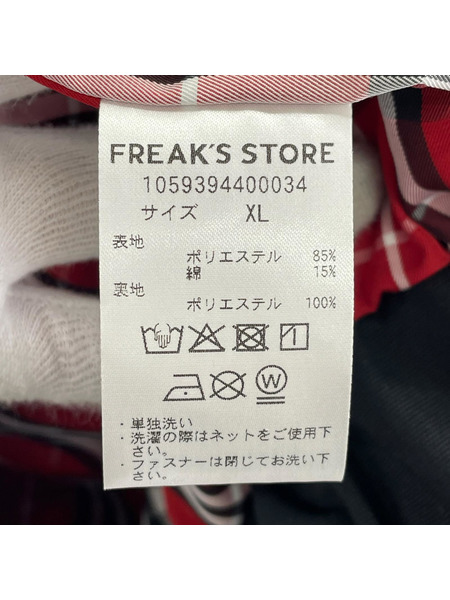 FREAK'S STORE
1059394400034
サイズ XL
表地
ポリエステル 85%
綿 15%
裏地
ポリエステル 100%
W
・単独洗い
・洗濯の際はネットをご使用下
さい。
・ファスナーは閉じてお洗い下
さい。